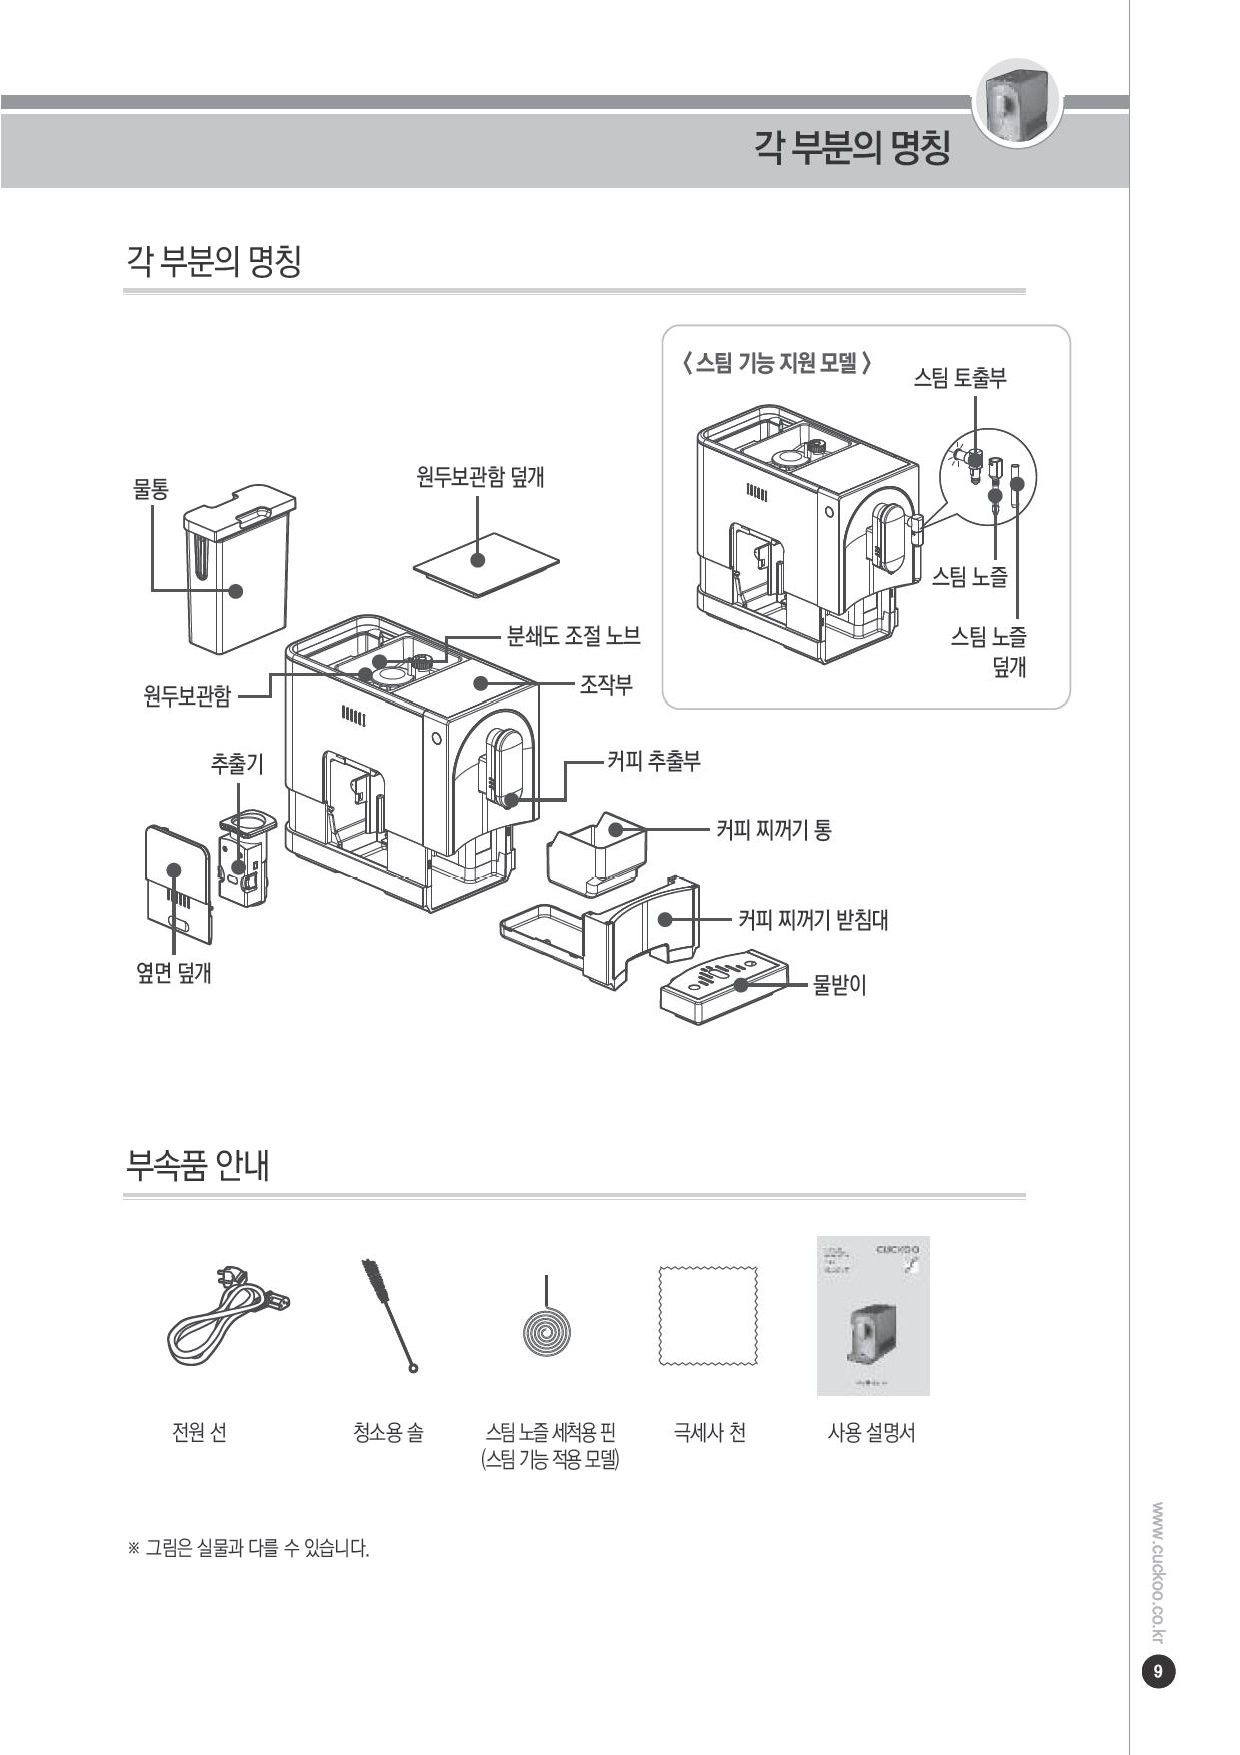 각 부분의 명칭
각 부분의 명칭
〈 스팀 기능 지원 모델 〉
스팀 토출부
스팀 노즐
스팀 노즐
덮개
물통
원두보관함 덮개
분쇄도 조절 노브
원두보관함
조작부
추출기
커피 추출부
커피 찌꺼기 통
커피 찌꺼기 받침대
옆면 덮개
물받이
부속품 안내
CUCKOO
전원 선
청소용 솔
스팀 노즐 세척용 핀
(스팀 기능 적용 모델)
극세사 천
사용 설명서
※ 그림은 실물과 다를 수 있습니다.
www.cuckoo.co.kr
9